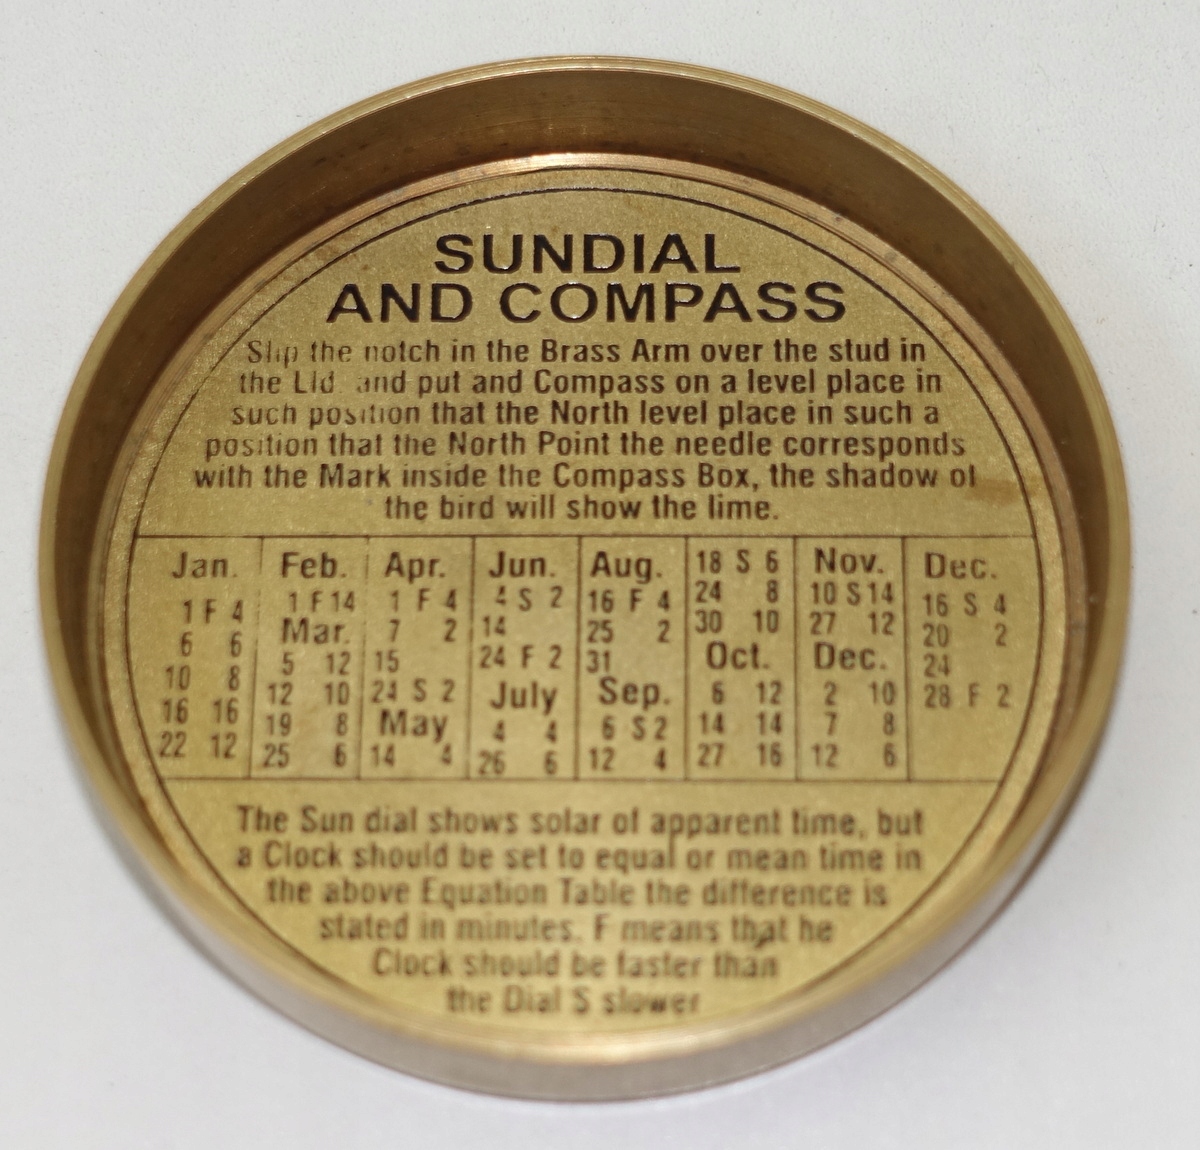 SUNDIAL
AND COMPASS
Slip the notch in the Brass Arm over the stud in
the Lid and put and Compass on a level place in
such position that the North level place in such a
position that the North Point the needle corresponds
with the Mark inside the Compass Box, the shadow of
the bird will show the lime.
Jan.
1 F 4
6 6
10 8
16 16
22 12
Feb.
1 F 14
Mar.
5 12
12 10
19 8
25 6
Apr.
1 F 4
7 2
15
24 S 2
May
14 4
Jun.
4 S 2
14
24 F 2
July
4 4
26 6
Aug.
16 F 4
25 2
31
Sep.
6 S 2
12 4
18 S 6
24 8
30 10
Oct.
6 12
14 14
27 16
Nov.
10 S 14
27 12
Dec.
2 10
7 8
12 6
Dec.
16 S 4
20 2
24
28 F 2
The Sun dial shows solar of apparent time, but
a Clock should be set to equal or mean time in
the above Equation Table the difference is
stated in minutes. F means that he
Clock should be faster than
the Dial S slower